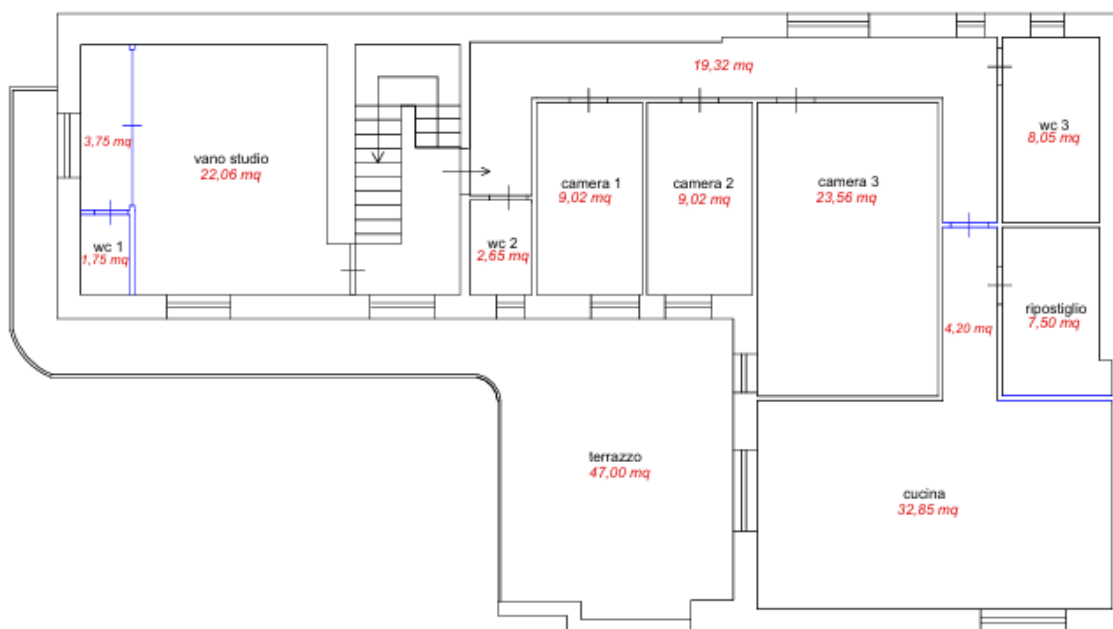 19,32 mq
wc 3
8,05 mq
3,75 mq
vano studio
22,06 mq
camera 1
9,02 mq
camera 2
9,02 mq
camera 3
23,56 mq
wc 1
1,75 mq
wc 2
2,65 mq
ripostiglio
7,50 mq
4,20 mq
terrazzo
47,00 mq
cucina
32,85 mq